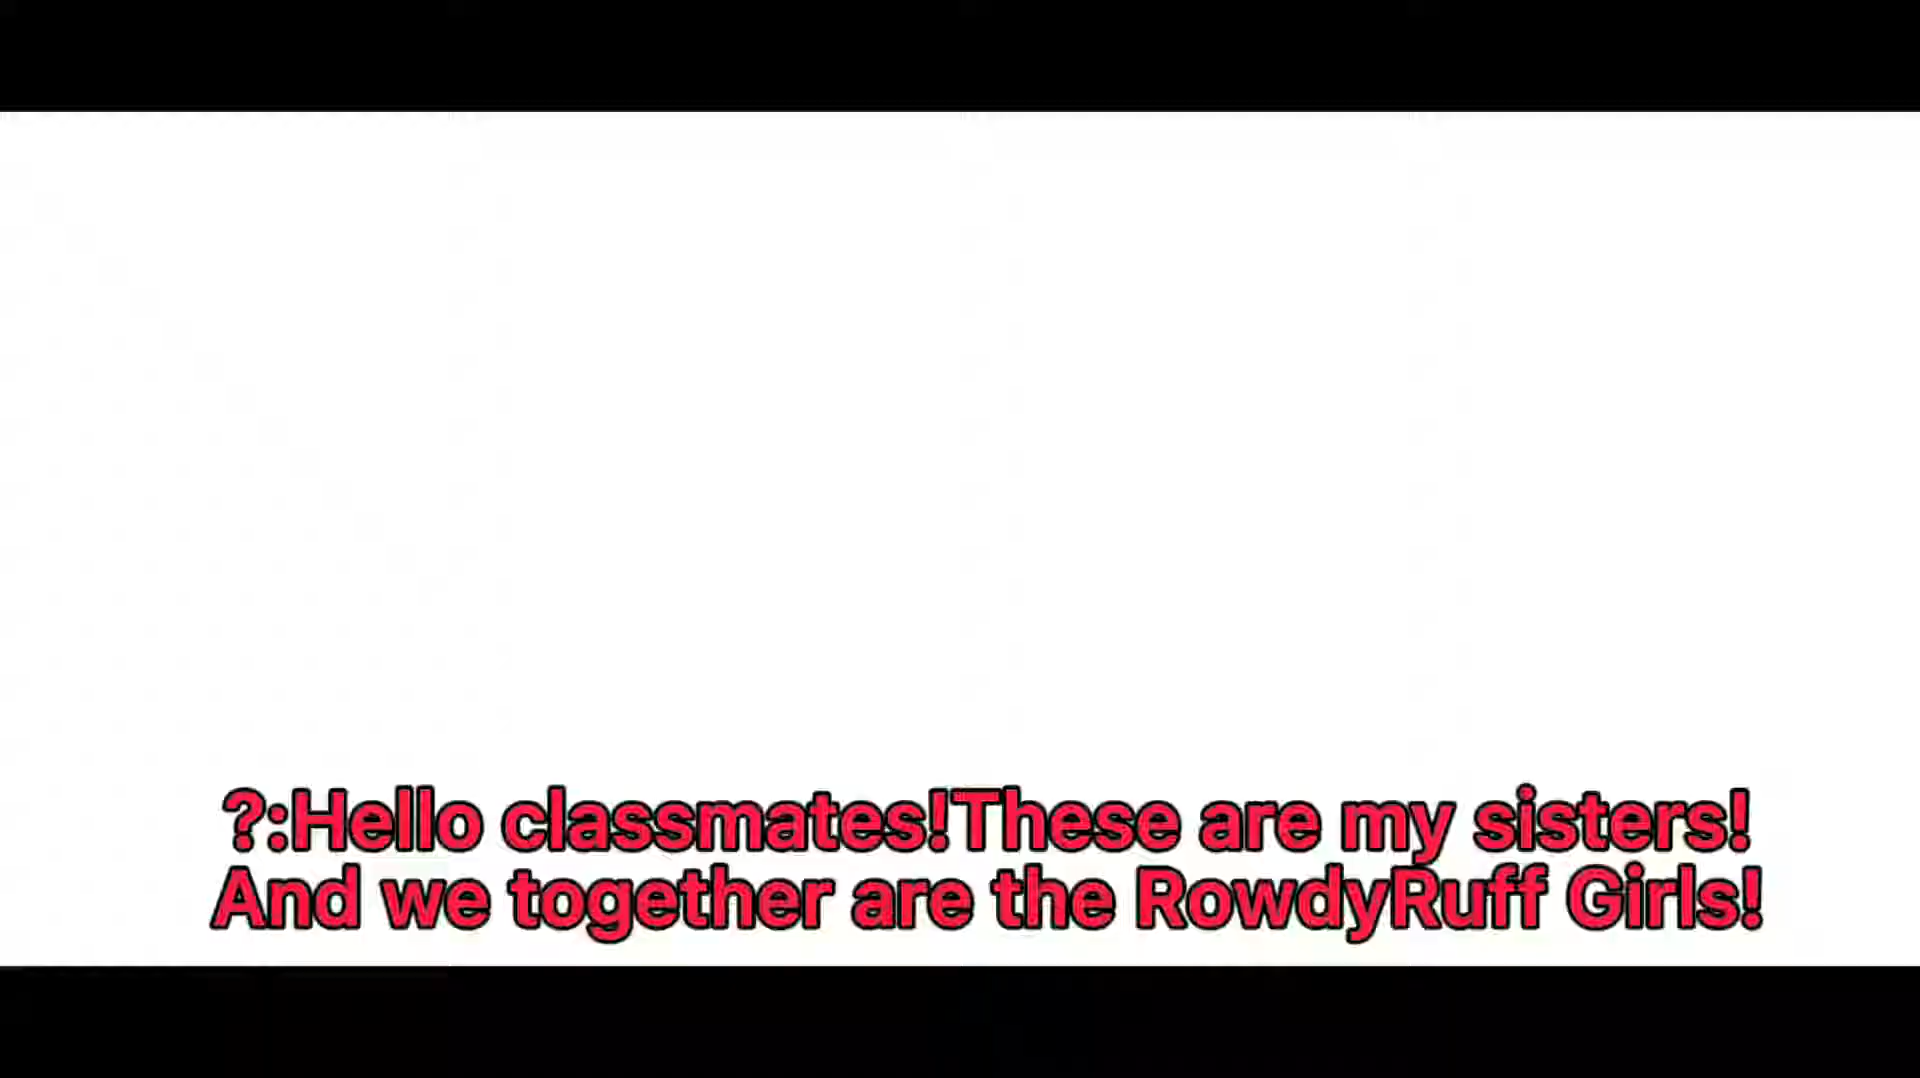 ?:Hello classmates!These are my sisters!
And we together are the RowdyRuff Girls!